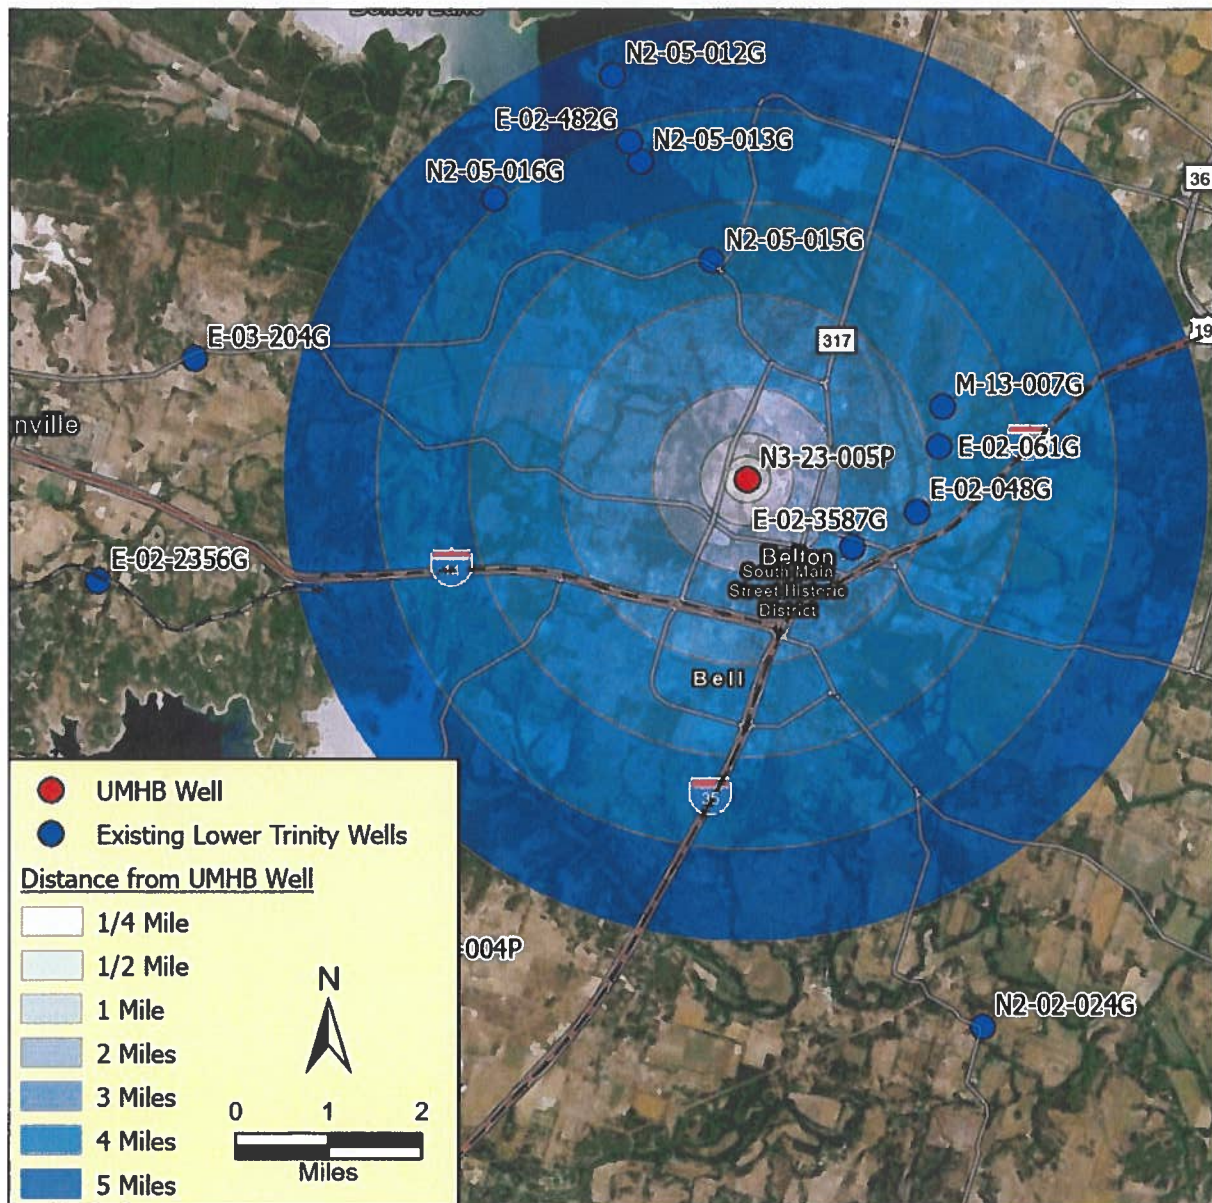 N2-05-012G
E-02-482G
N2-05-013G
N2-05-016G
36
N2-05-015G
E-03-204G
317
19
M-13-007G
nville
E-02-061G
N3-23-005P
E-02-048G
E-02-3587G
Belton
E-02-2356G
South Main
Street Historic
District
Bell
35
UMHB Well
Existing Lower Trinity Wells
Distance from UMHB Well
1/4 Mile
1/2 Mile
1 Mile
2 Miles
3 Miles
4 Miles
5 Miles
N
0 1 2
Miles
-004P
N2-02-024G